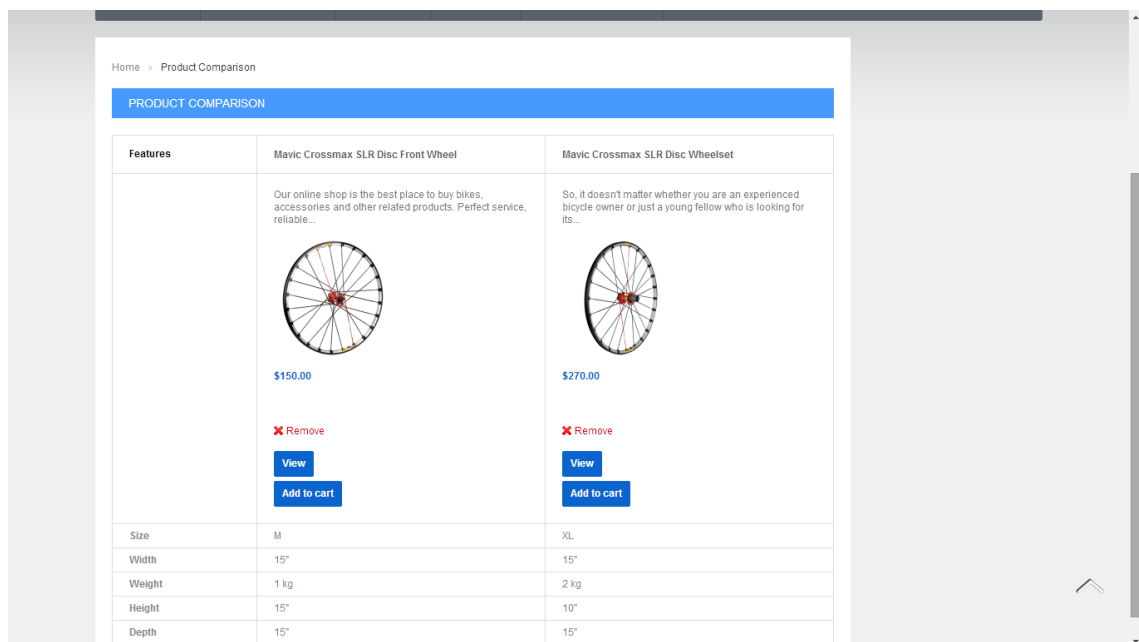 Home » Product Comparison
PRODUCT COMPARISON
Features Mavic Crossmax SLR Disc Front Wheel Mavic Crossmax SLR Disc Wheelset
Our online shop is the best place to buy bikes,
accessories and other related products. Perfect service,
reliable...
So, it doesn't matter whether you are an experienced
bicycle owner or just a young fellow who is looking for
its...
$150.00 $270.00
Remove Remove
View View
Add to cart Add to cart
Size M XL
Width 15" 15"
Weight 1 kg 2 kg
Height 15" 10"
Depth 15" 15"